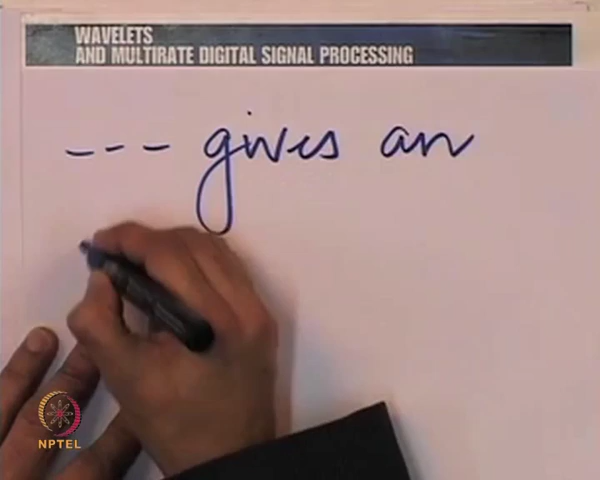 WAVELETS
AND MULTIRATE DIGITAL SIGNAL PROCESSING
--- gives an
NPTEL